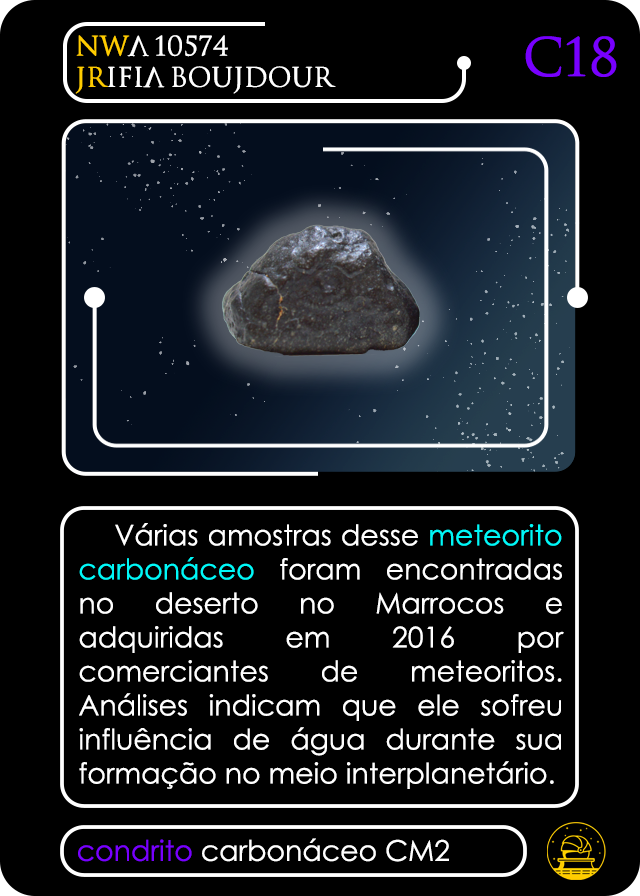 NWA 10574
JRIFIA BOUJDOUR
C18
Várias amostras desse meteorito
carbonáceo foram encontradas
no deserto no Marrocos e
adquiridas em 2016 por
comerciantes de meteoritos.
Análises indicam que ele sofreu
influência de água durante sua
formação no meio interplanetário.
condrito carbonáceo CM2